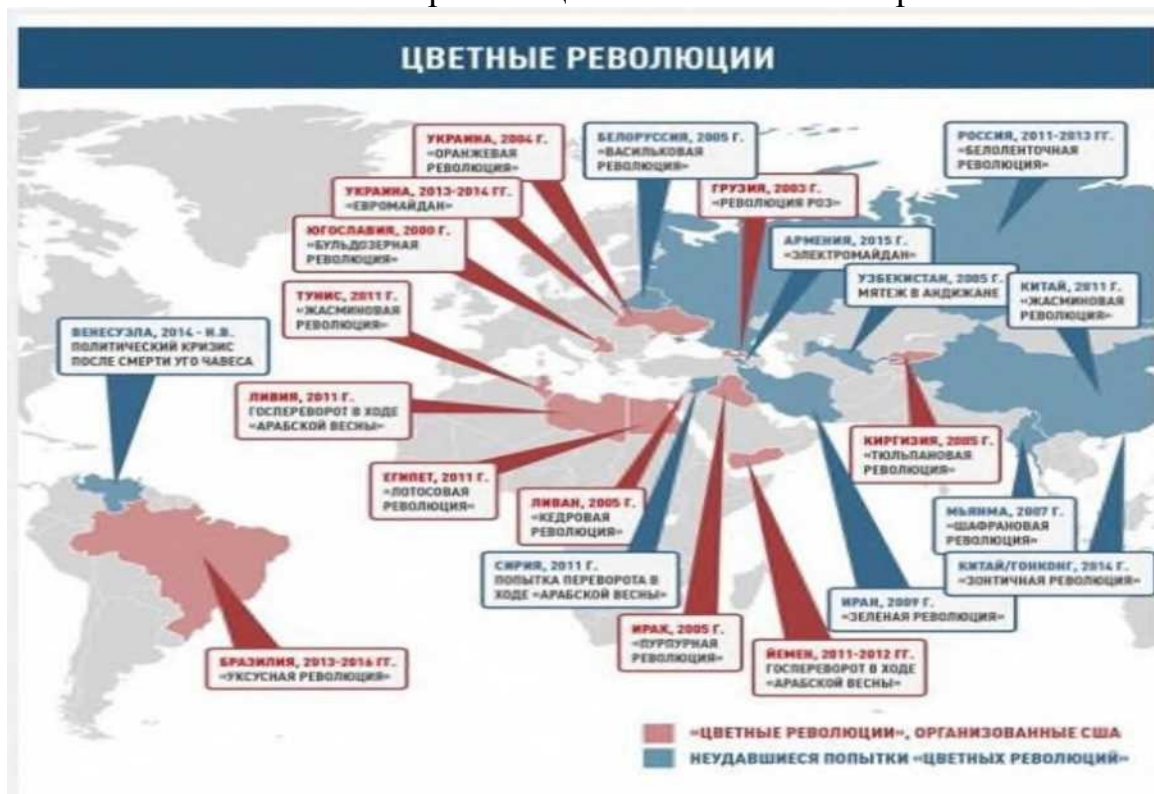 ЦВЕТНЫЕ РЕВОЛЮЦИИ
УКРАИНА, 2004 Г.
«ОРАНЖЕВАЯ
РЕВОЛЮЦИЯ»
БЕЛОРУССИЯ, 2005 Г.
«ВАСИЛЬКОВАЯ
РЕВОЛЮЦИЯ»
РОССИЯ, 2011-2013 ГГ.
«БЕЛОЛЕНТОЧНАЯ
РЕВОЛЮЦИЯ»
УКРАИНА, 2013-2014 ГГ.
«ЕВРОМАЙДАН»
ГРУЗИЯ, 2003 Г.
«РЕВОЛЮЦИЯ РОЗ»
ЮГОСЛАВИЯ, 2000 Г.
«БУЛЬДОЗЕРНАЯ
РЕВОЛЮЦИЯ»
АРМЕНИЯ, 2015 Г.
«ЭЛЕКТРОМАЙДАН»
УЗБЕКИСТАН, 2005 Г.
МЯТЕЖ В АНДИЖАНЕ
КИТАЙ, 2011 Г.
«ЖАСМИНОВАЯ
РЕВОЛЮЦИЯ»
ТУНИС, 2011 Г.
«ЖАСМИНОВАЯ
РЕВОЛЮЦИЯ»
ВЕНЕСУЭЛА, 2014 - Н.В.
ПОЛИТИЧЕСКИЙ КРИЗИС
ПОСЛЕ СМЕРТИ УГО ЧАВЕСА
ЛИВИЯ, 2011 Г.
ГОСПЕРЕВОРОТ В ХОДЕ
«АРАБСКОЙ ВЕСНЫ»
КИРГИЗИЯ, 2005 Г.
«ТЮЛЬПАНОВАЯ
РЕВОЛЮЦИЯ»
ЕГИПЕТ, 2011 Г.
«ЛОТОСОВАЯ
РЕВОЛЮЦИЯ»
ЛИВАН, 2005 Г.
«КЕДРОВАЯ
РЕВОЛЮЦИЯ»
МЬЯНМА, 2007 Г.
«ШАФРАНОВАЯ
РЕВОЛЮЦИЯ»
СИРИЯ, 2011 Г.
ПОПЫТКА ПЕРЕВОРОТА В
ХОДЕ «АРАБСКОЙ ВЕСНЫ»
КИТАЙ/ГОНКОНГ, 2014 Г.
«ЗОНТИЧНАЯ РЕВОЛЮЦИЯ»
ИРАН, 2009 Г.
«ЗЕЛЕНАЯ РЕВОЛЮЦИЯ»
ИРАК, 2005 Г.
«ПУРПУРНАЯ
РЕВОЛЮЦИЯ»
ЙЕМЕН, 2011-2012 ГГ.
ГОСПЕРЕВОРОТ В ХОДЕ
«АРАБСКОЙ ВЕСНЫ»
БРАЗИЛИЯ, 2013-2016 ГГ.
«УКСУСНАЯ РЕВОЛЮЦИЯ»
«ЦВЕТНЫЕ РЕВОЛЮЦИИ», ОРГАНИЗОВАННЫЕ США
НЕУДАВШИЕСЯ ПОПЫТКИ «ЦВЕТНЫХ РЕВОЛЮЦИЙ»